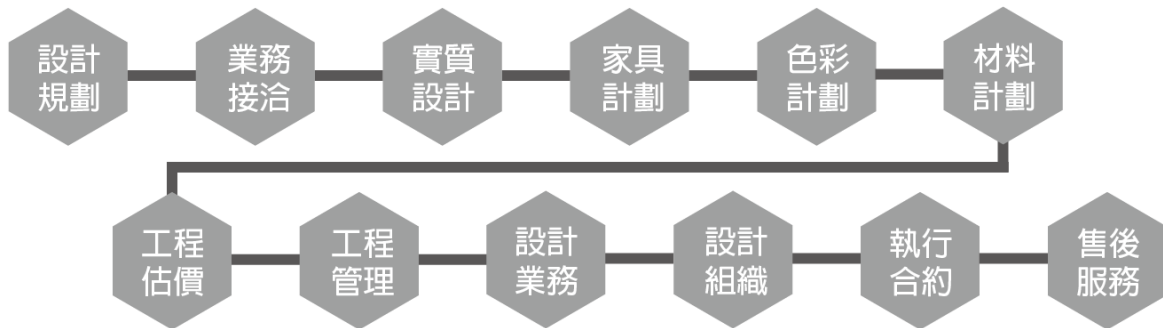 設計
規劃
業務
接洽
實質
設計
家具
計劃
色彩
計劃
材料
計劃
工程
估價
工程
管理
設計
業務
設計
組織
執行
合約
售後
服務